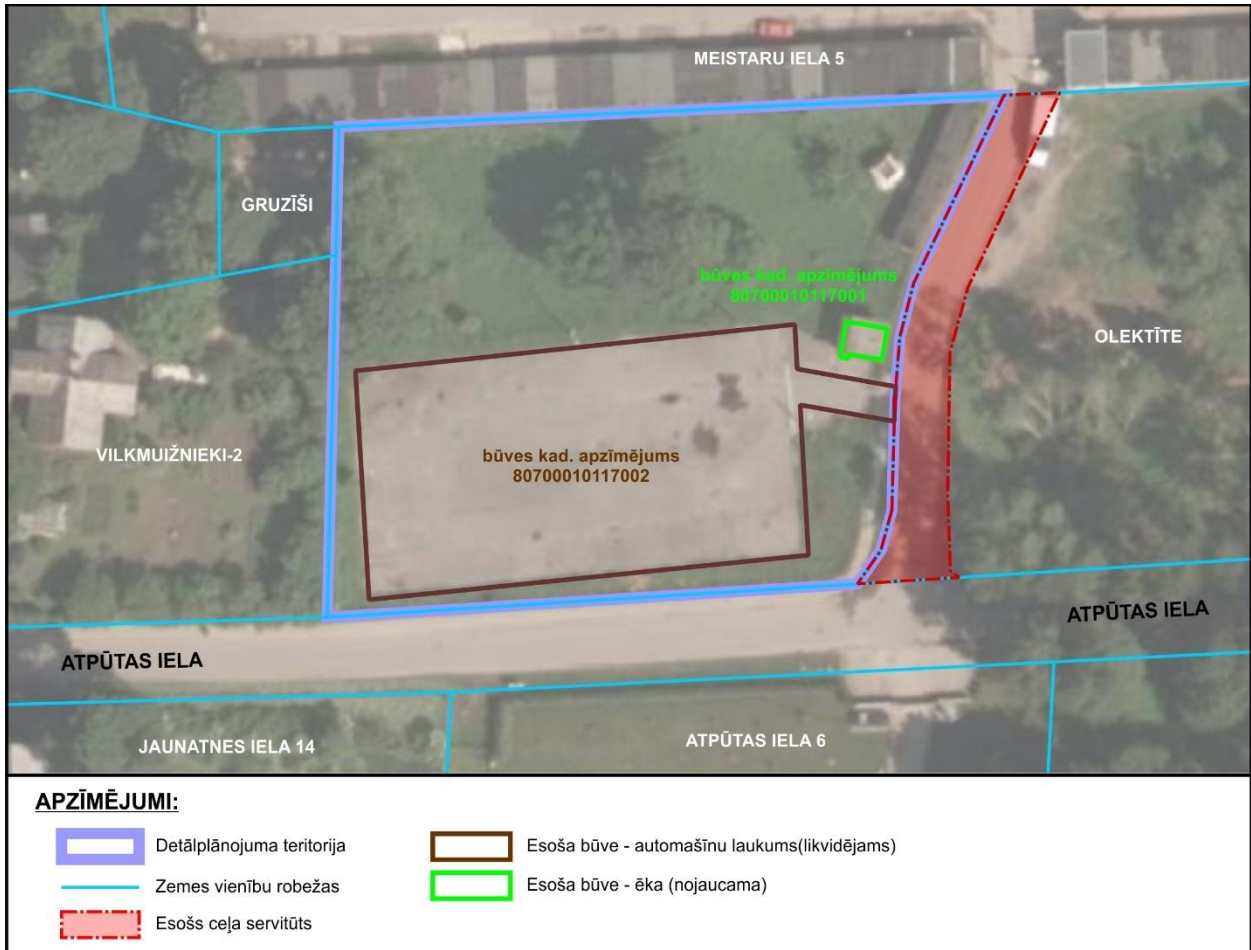 MEISTARU IELA 5
GRUZĪŠI
būves kad. apzīmējums
80700010117001
OLEKTĪTE
VILKMUIŽNIEKI-2
būves kad. apzīmējums
80700010117002
ATPŪTAS IELA
ATPŪTAS IELA
JAUNATNES IELA 14
ATPŪTAS IELA 6
APZĪMĒJUMI:
Detālplānojuma teritorija
Zemes vienību robežas
Esošs ceļa servitūts
Esoša būve - automašīnu laukums(likvidējams)
Esoša būve - ēka (nojaucama)